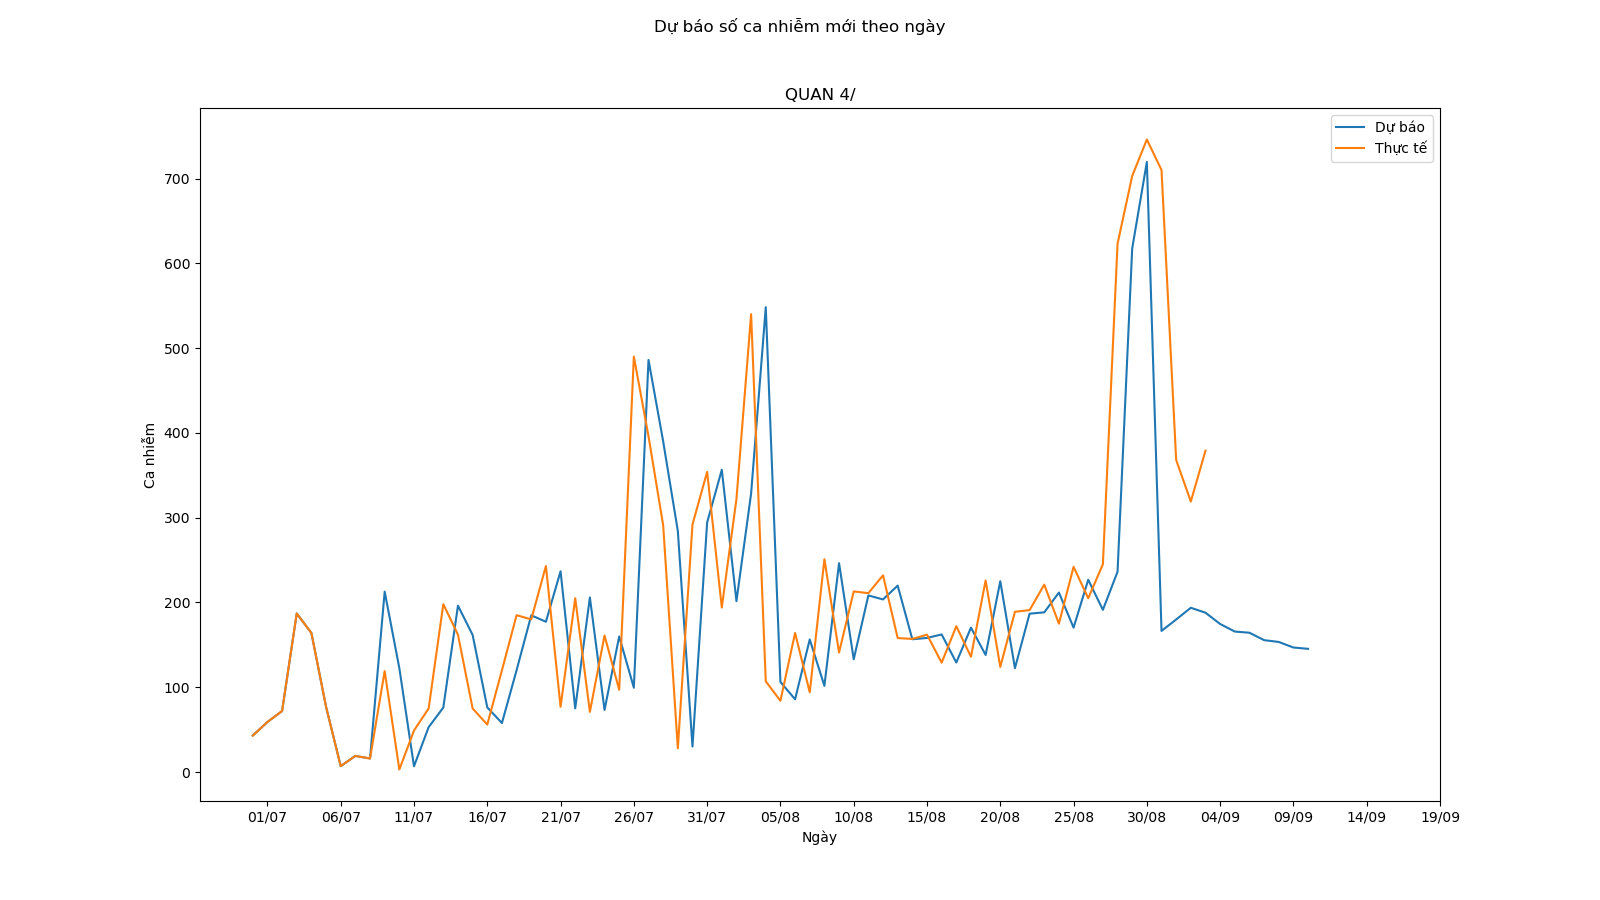 Dự báo số ca nhiễm mới theo ngày
QUAN 4/
Dự báo
Thực tế
Ca nhiễm
700
600
500
400
300
200
100
0
01/07 06/07 11/07 16/07 21/07 26/07 31/07 05/08 10/08 15/08 20/08 25/08 30/08 04/09 09/09 14/09 19/09
Ngày